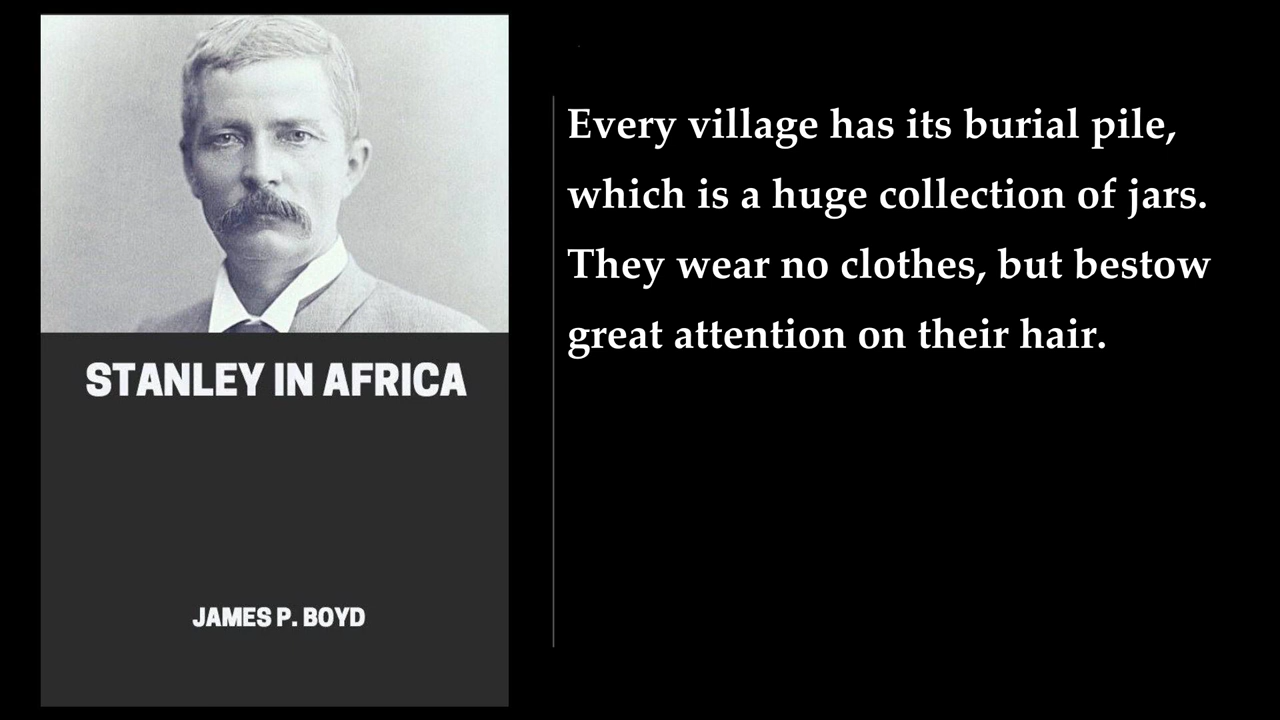 STANLEY IN AFRICA
JAMES P. BOYD
Every village has its burial pile,
which is a huge collection of jars.
They wear no clothes, but bestow
great attention on their hair.